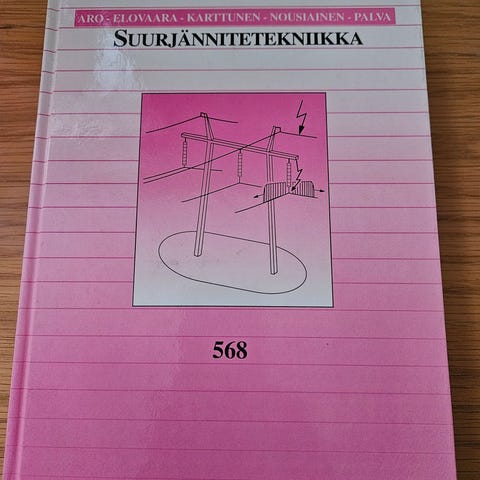 ARO - ELOVAARA - KARTTUNEN - NOUSIAINEN - PALVA
SUURJÄNNITETEKNIIKKA
568